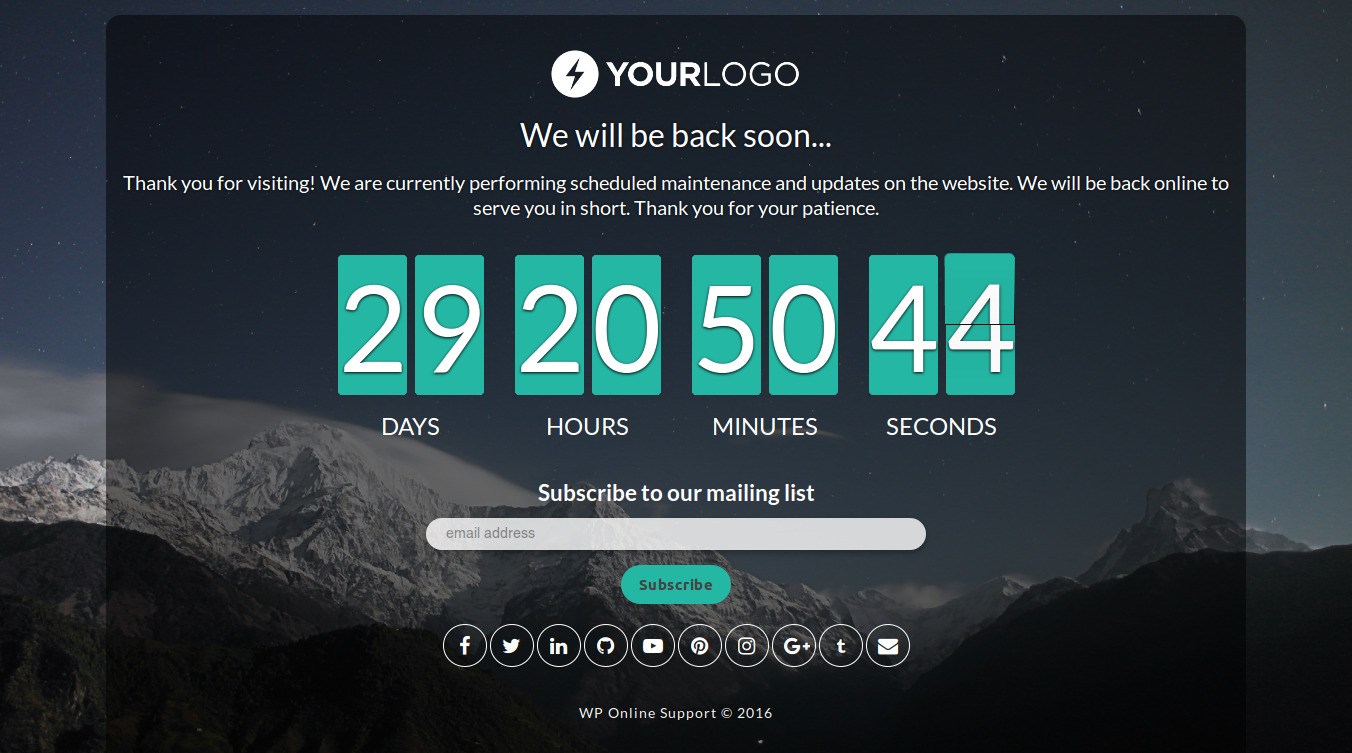 YOURLOGO
We will be back soon...
Thank you for visiting! We are currently performing scheduled maintenance and updates on the website. We will be back online to
serve you in short. Thank you for your patience.
29 20 50 44
DAYS HOURS MINUTES SECONDS
Subscribe to our mailing list
email address
Subscribe
WP Online Support © 2016